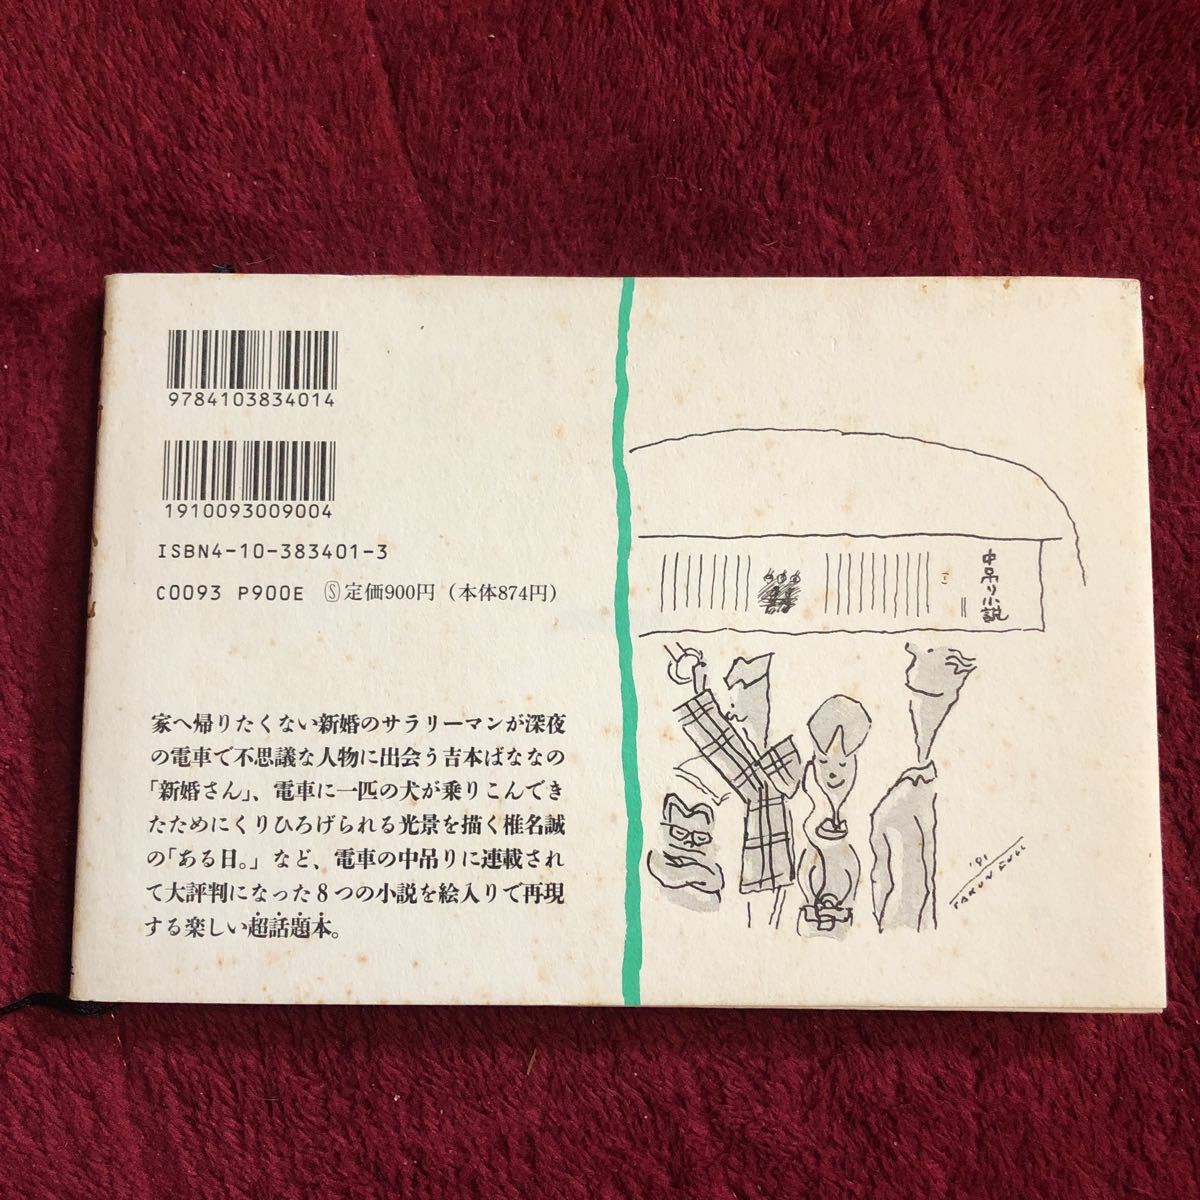 9784103834014
1910093009004
ISBN4-10-383401-3
C0093 P900E Ⓢ定価900円（本体874円）
家へ帰りたくない新婚のサラリーマンが深夜
の電車で不思議な人物に出会う吉本ばななの
「新婚さん」、電車に一匹の犬が乗りこんでき
たためにくりひろげられる光景を描く椎名誠
の「ある日。」など、電車の中吊りに連載され
て大評判になった8つの小説を絵入りで再現
する楽しい超話題本。
中吊り小説
'91